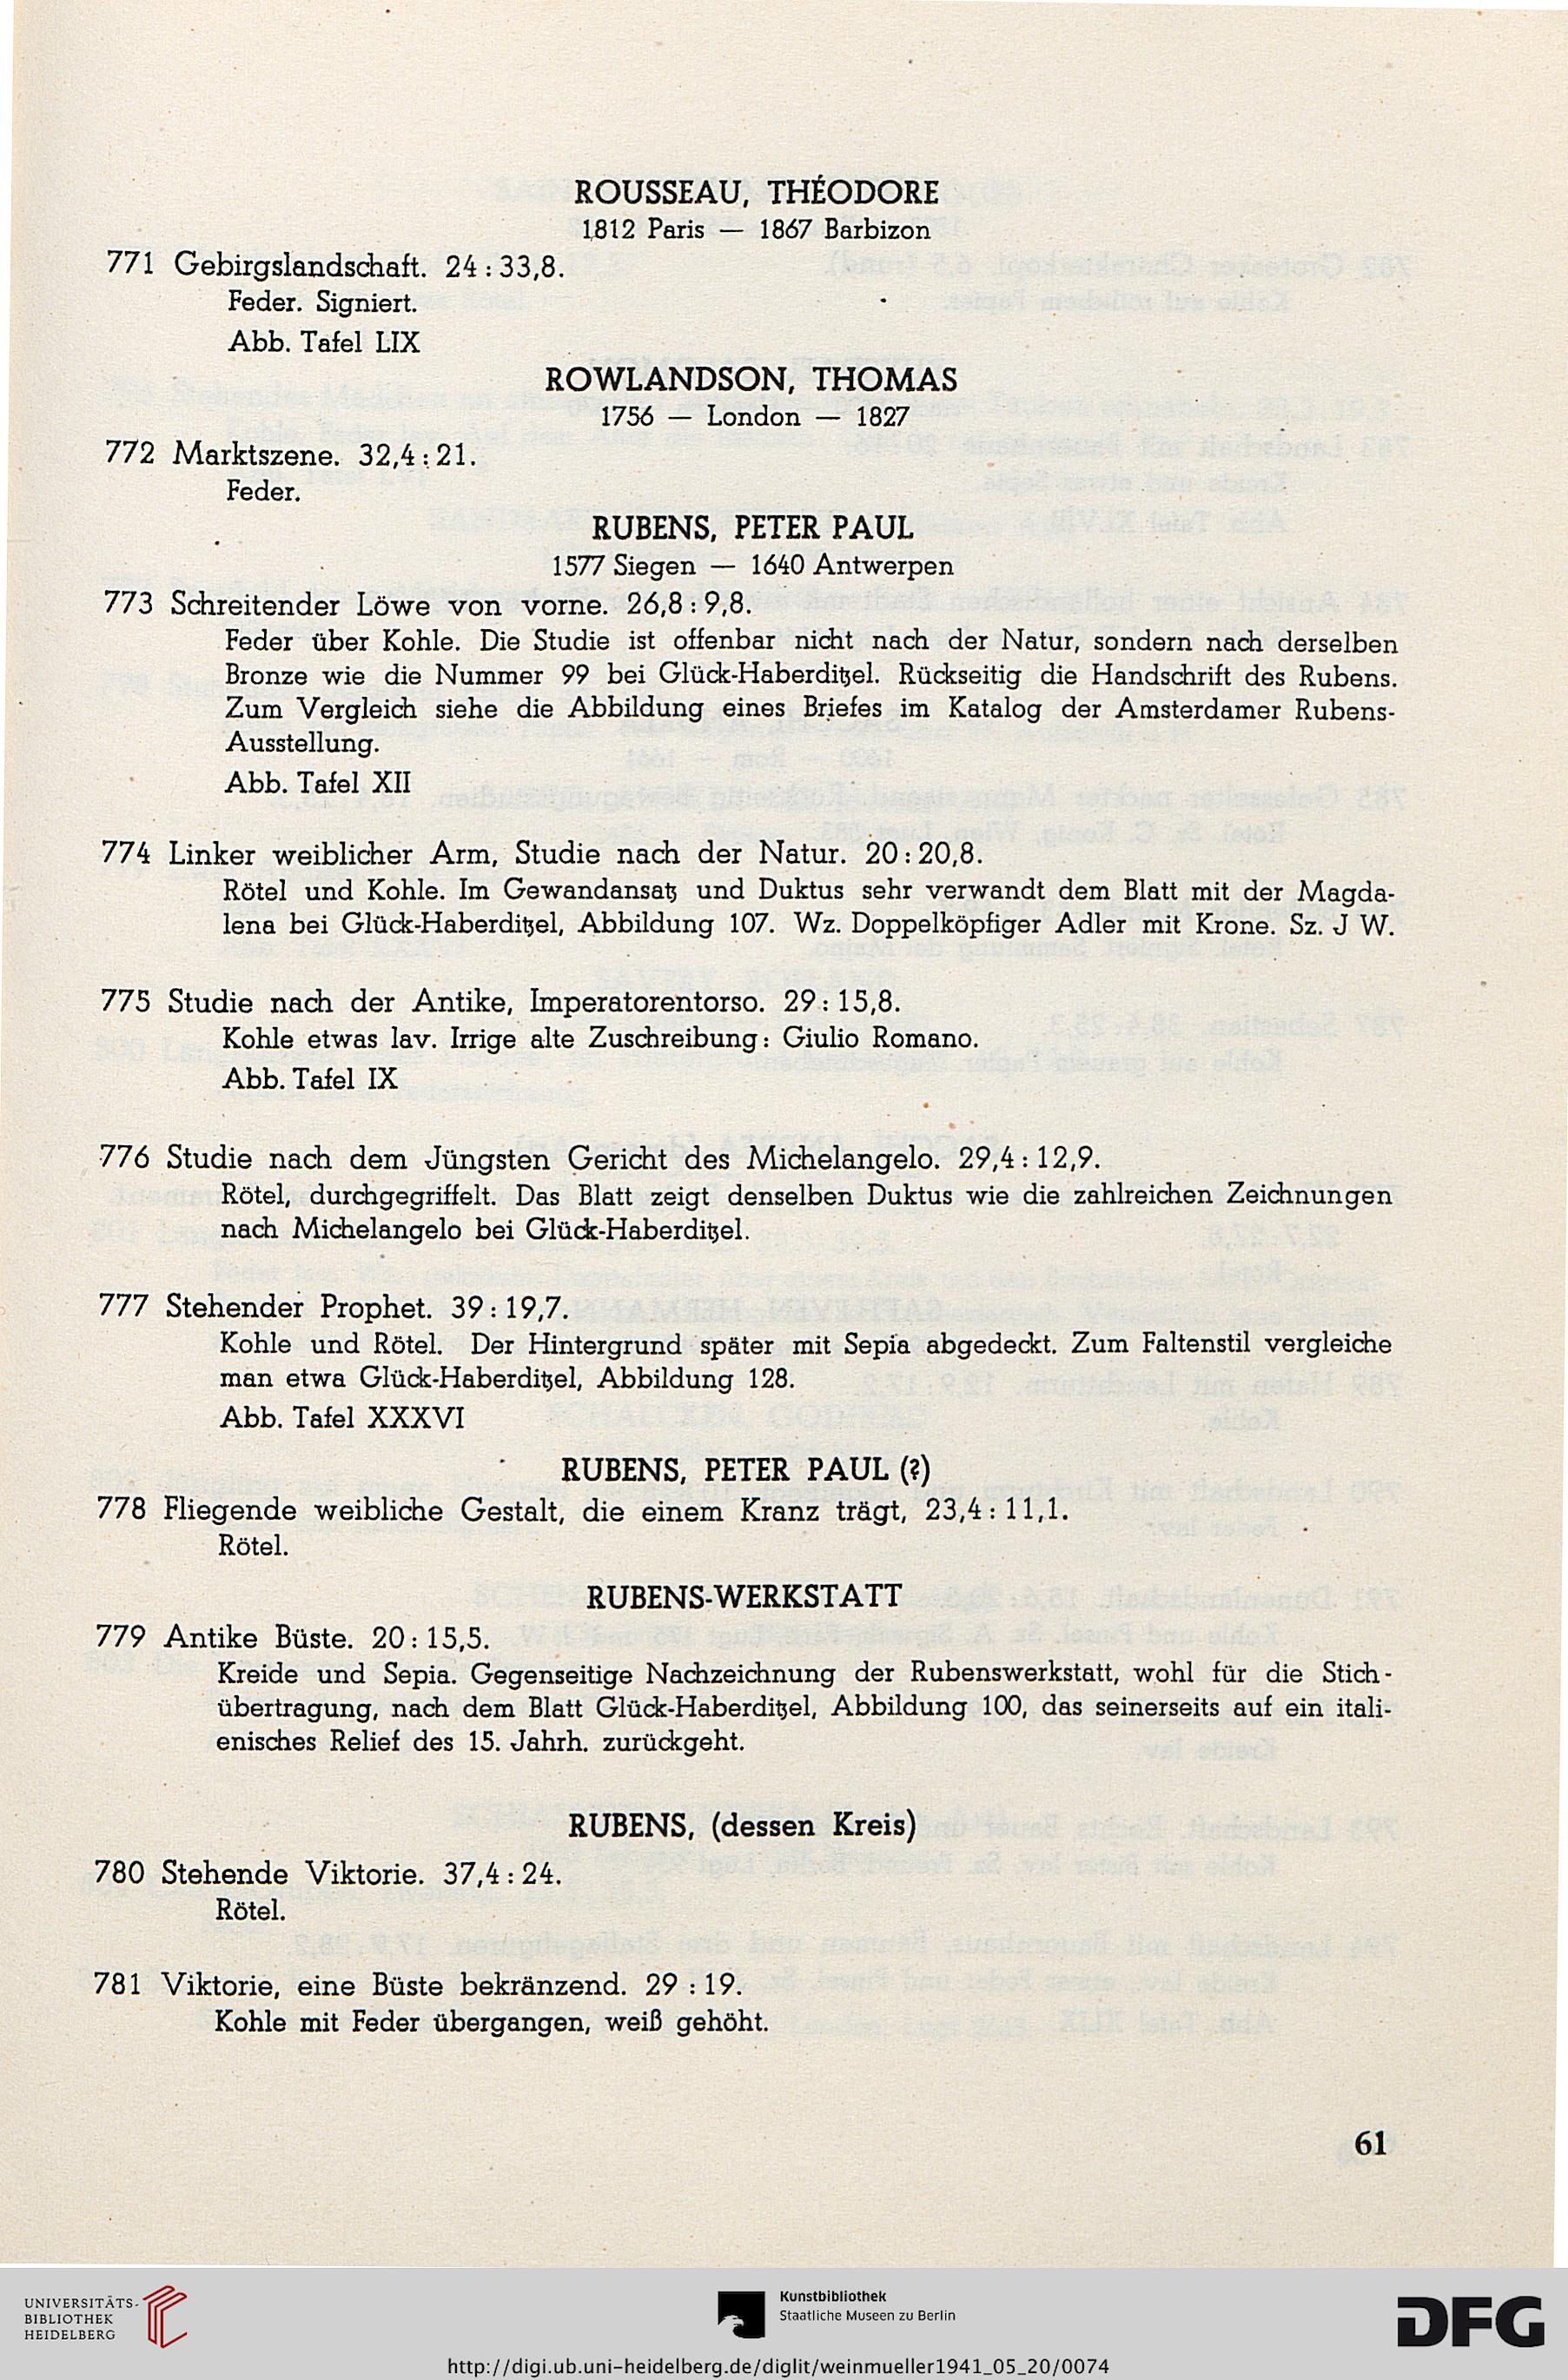 ROUSSEAU, THÉODORE
1812 Paris — 1867 Barbizon
771 Gebirgslandschaft. 24 : 33,8.
Feder. Signiert.
Abb. Tafel LIX
ROWLANDSON, THOMAS
1756 — London — 1827
772 Marktszene. 32,4 : 21.
Feder.
RUBENS, PETER PAUL
1577 Siegen — 1640 Antwerpen
773 Schreitender Löwe von vorne. 26,8 : 9,8.
Feder über Kohle. Die Studie ist offenbar nicht nach der Natur, sondern nach derselben
Bronze wie die Nummer 99 bei Glück-Haberditzel. Rückseitig die Handschrift des Rubens.
Zum Vergleich siehe die Abbildung eines Briefes im Katalog der Amsterdamer Rubens-
Ausstellung.
Abb. Tafel XII
774 Linker weiblicher Arm, Studie nach der Natur. 20 : 20,8.
Rötel und Kohle. Im Gewandansatz und Duktus sehr verwandt dem Blatt mit der Magda-
lena bei Glück-Haberditzel, Abbildung 107. Wz. Doppelköpfiger Adler mit Krone. Sz. J W.
775 Studie nach der Antike, Imperatorentorso. 29 : 15,8.
Kohle etwas lav. Irrige alte Zuschreibung: Giulio Romano.
Abb. Tafel IX
776 Studie nach dem Jüngsten Gericht des Michelangelo. 29,4 : 12,9.
Rötel, durchgegriffelt. Das Blatt zeigt denselben Duktus wie die zahlreichen Zeichnungen
nach Michelangelo bei Glück-Haberditzel.
777 Stehender Prophet. 39 : 19,7.
Kohle und Rötel. Der Hintergrund später mit Sepia abgedeckt. Zum Faltenstil vergleiche
man etwa Glück-Haberditzel, Abbildung 128.
Abb. Tafel XXXVI
RUBENS, PETER PAUL (?)
778 Fliegende weibliche Gestalt, die einem Kranz trägt, 23,4 : 11,1.
Rötel.
RUBENS-WERKSTATT
779 Antike Büste. 20 : 15,5.
Kreide und Sepia. Gegenseitige Nachzeichnung der Rubenswerkstatt, wohl für die Stich-
übertragung, nach dem Blatt Glück-Haberditzel, Abbildung 100, das seinerseits auf ein itali-
enisches Relief des 15. Jahrh. zurückgeht.
RUBENS, (dessen Kreis)
780 Stehende Viktorie. 37,4 : 24.
Rötel.
781 Viktorie, eine Büste bekränzend. 29 : 19.
Kohle mit Feder übergangen, weiß gehöht.
61
UNIVERSITÄTS-
BIBLIOTHEK
HEIDELBERG
Kunstbibliothek
Staatliche Museen zu Berlin
DFG
http://digi.ub.uni-heidelberg.de/diglit/weinmueller1941_05_20/0074